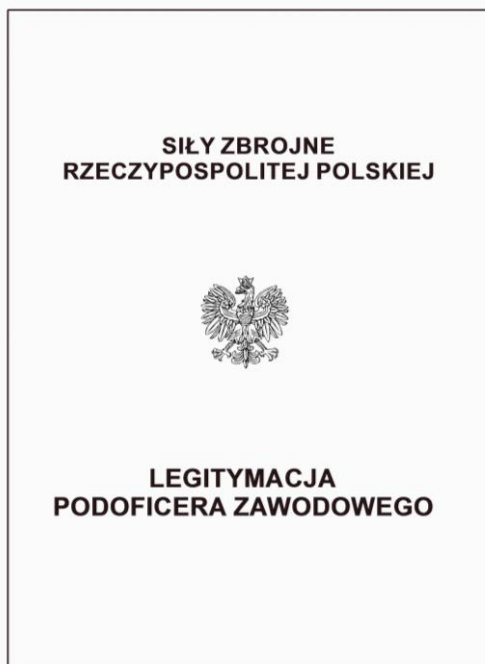 SIŁY ZBROJNE
RZECZYPOSPOLITEJ POLSKIEJ
LEGITYMACJA
PODOFICERA ZAWODOWEGO